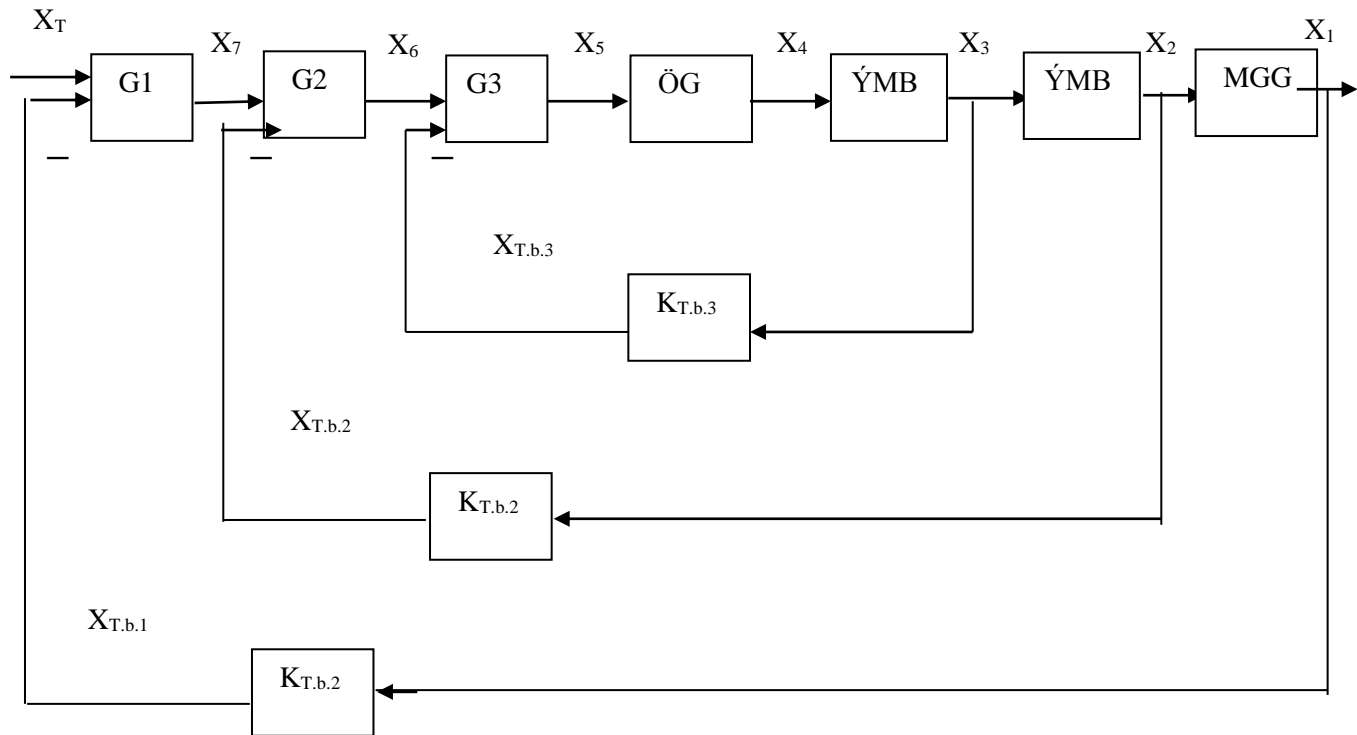 X_T
X_7
X_6
X_5
X_4
X_3
X_2
X_1
G1
G2
G3
ÖG
ÝMB
ÝMB
MGG
–
–
–
X_T.b.3
K_T.b.3
X_T.b.2
K_T.b.2
X_T.b.1
K_T.b.2